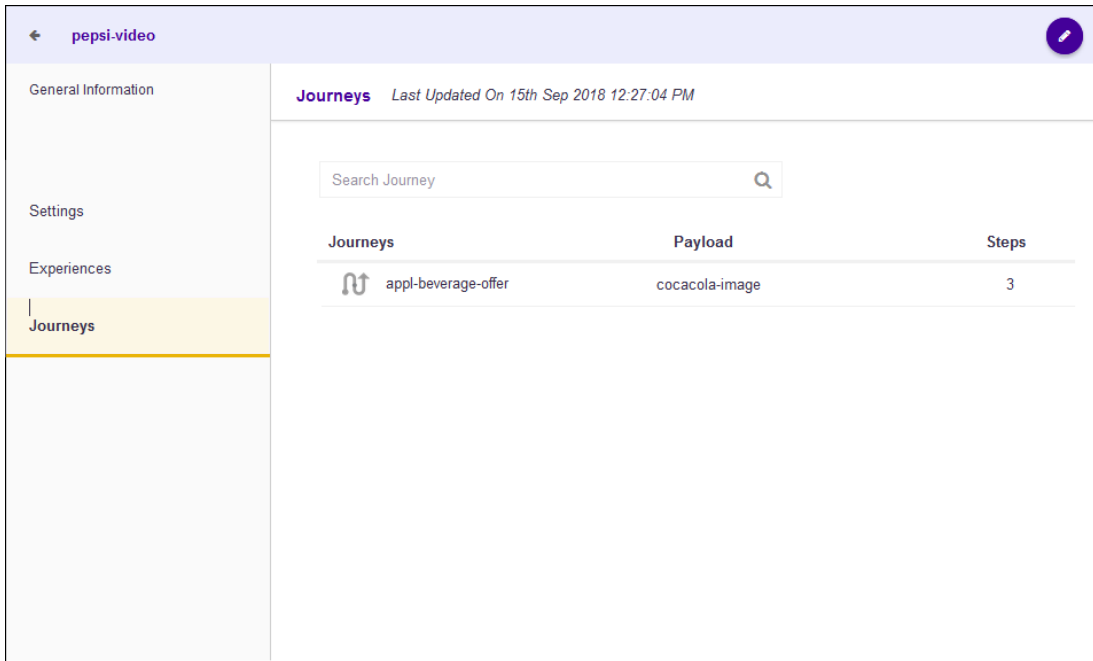 pepsi-video
General Information
Settings
Experiences
Journeys
Journeys Last Updated On 15th Sep 2018 12:27:04 PM
Search Journey
Journeys Payload Steps
appl-beverage-offer cocacola-image 3